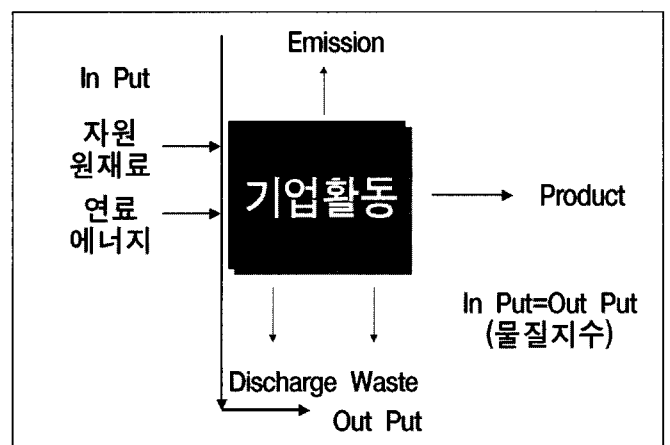 Emission
In Put
자원
원재료
연료
에너지
기업활동
Product
In Put=Out Put
(물질지수)
Discharge Waste
Out Put